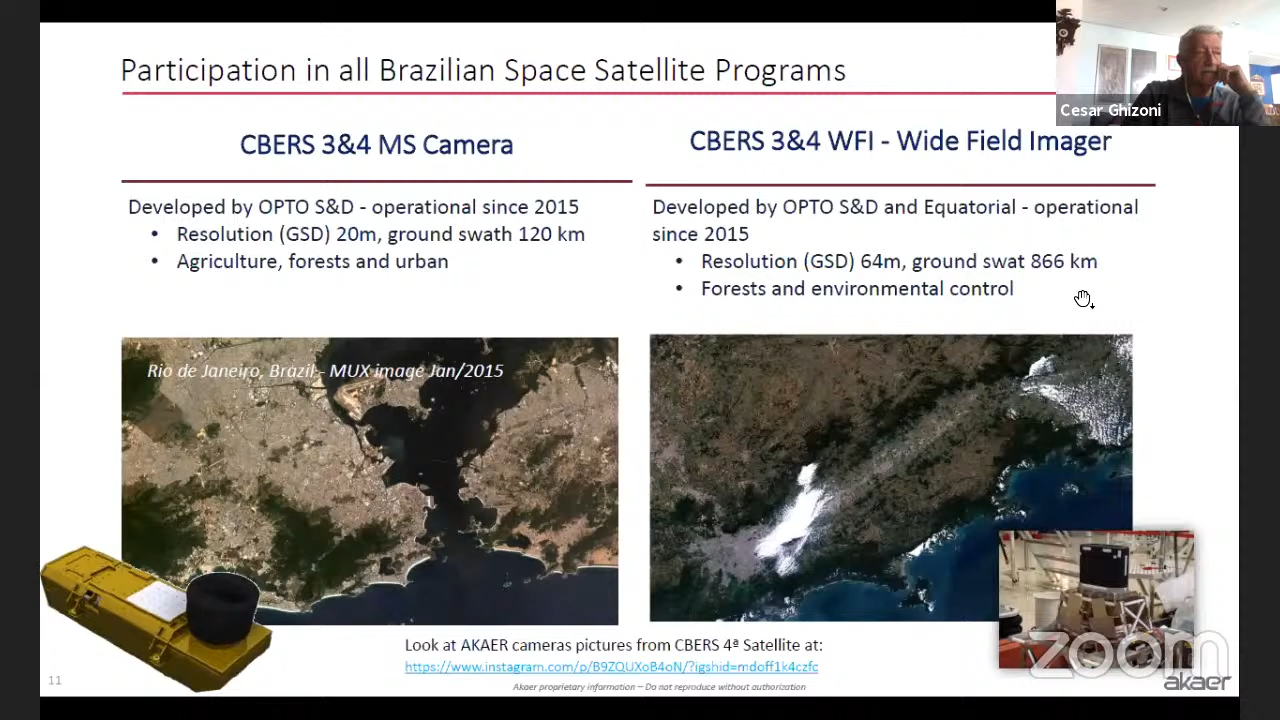 Participation in all Brazilian Space Satellite Programs
Cesar Ghizoni
CBERS 3&4 MS Camera
Developed by OPTO S&D - operational since 2015
• Resolution (GSD) 20m, ground swath 120 km
• Agriculture, forests and urban
CBERS 3&4 WFI - Wide Field Imager
Developed by OPTO S&D and Equatorial - operational
since 2015
• Resolution (GSD) 64m, ground swat 866 km
• Forests and environmental control
Rio de Janeiro, Brazil - MUX image Jan/2015
Look at AKAER cameras pictures from CBERS 4ª Satellite at:
https://www.instagram.com/p/B9ZQUXoB4oN/?igshid=mdoff1k4czfc
Akaer proprietary information – Do not reproduce without authorization
11
zoom
akaer